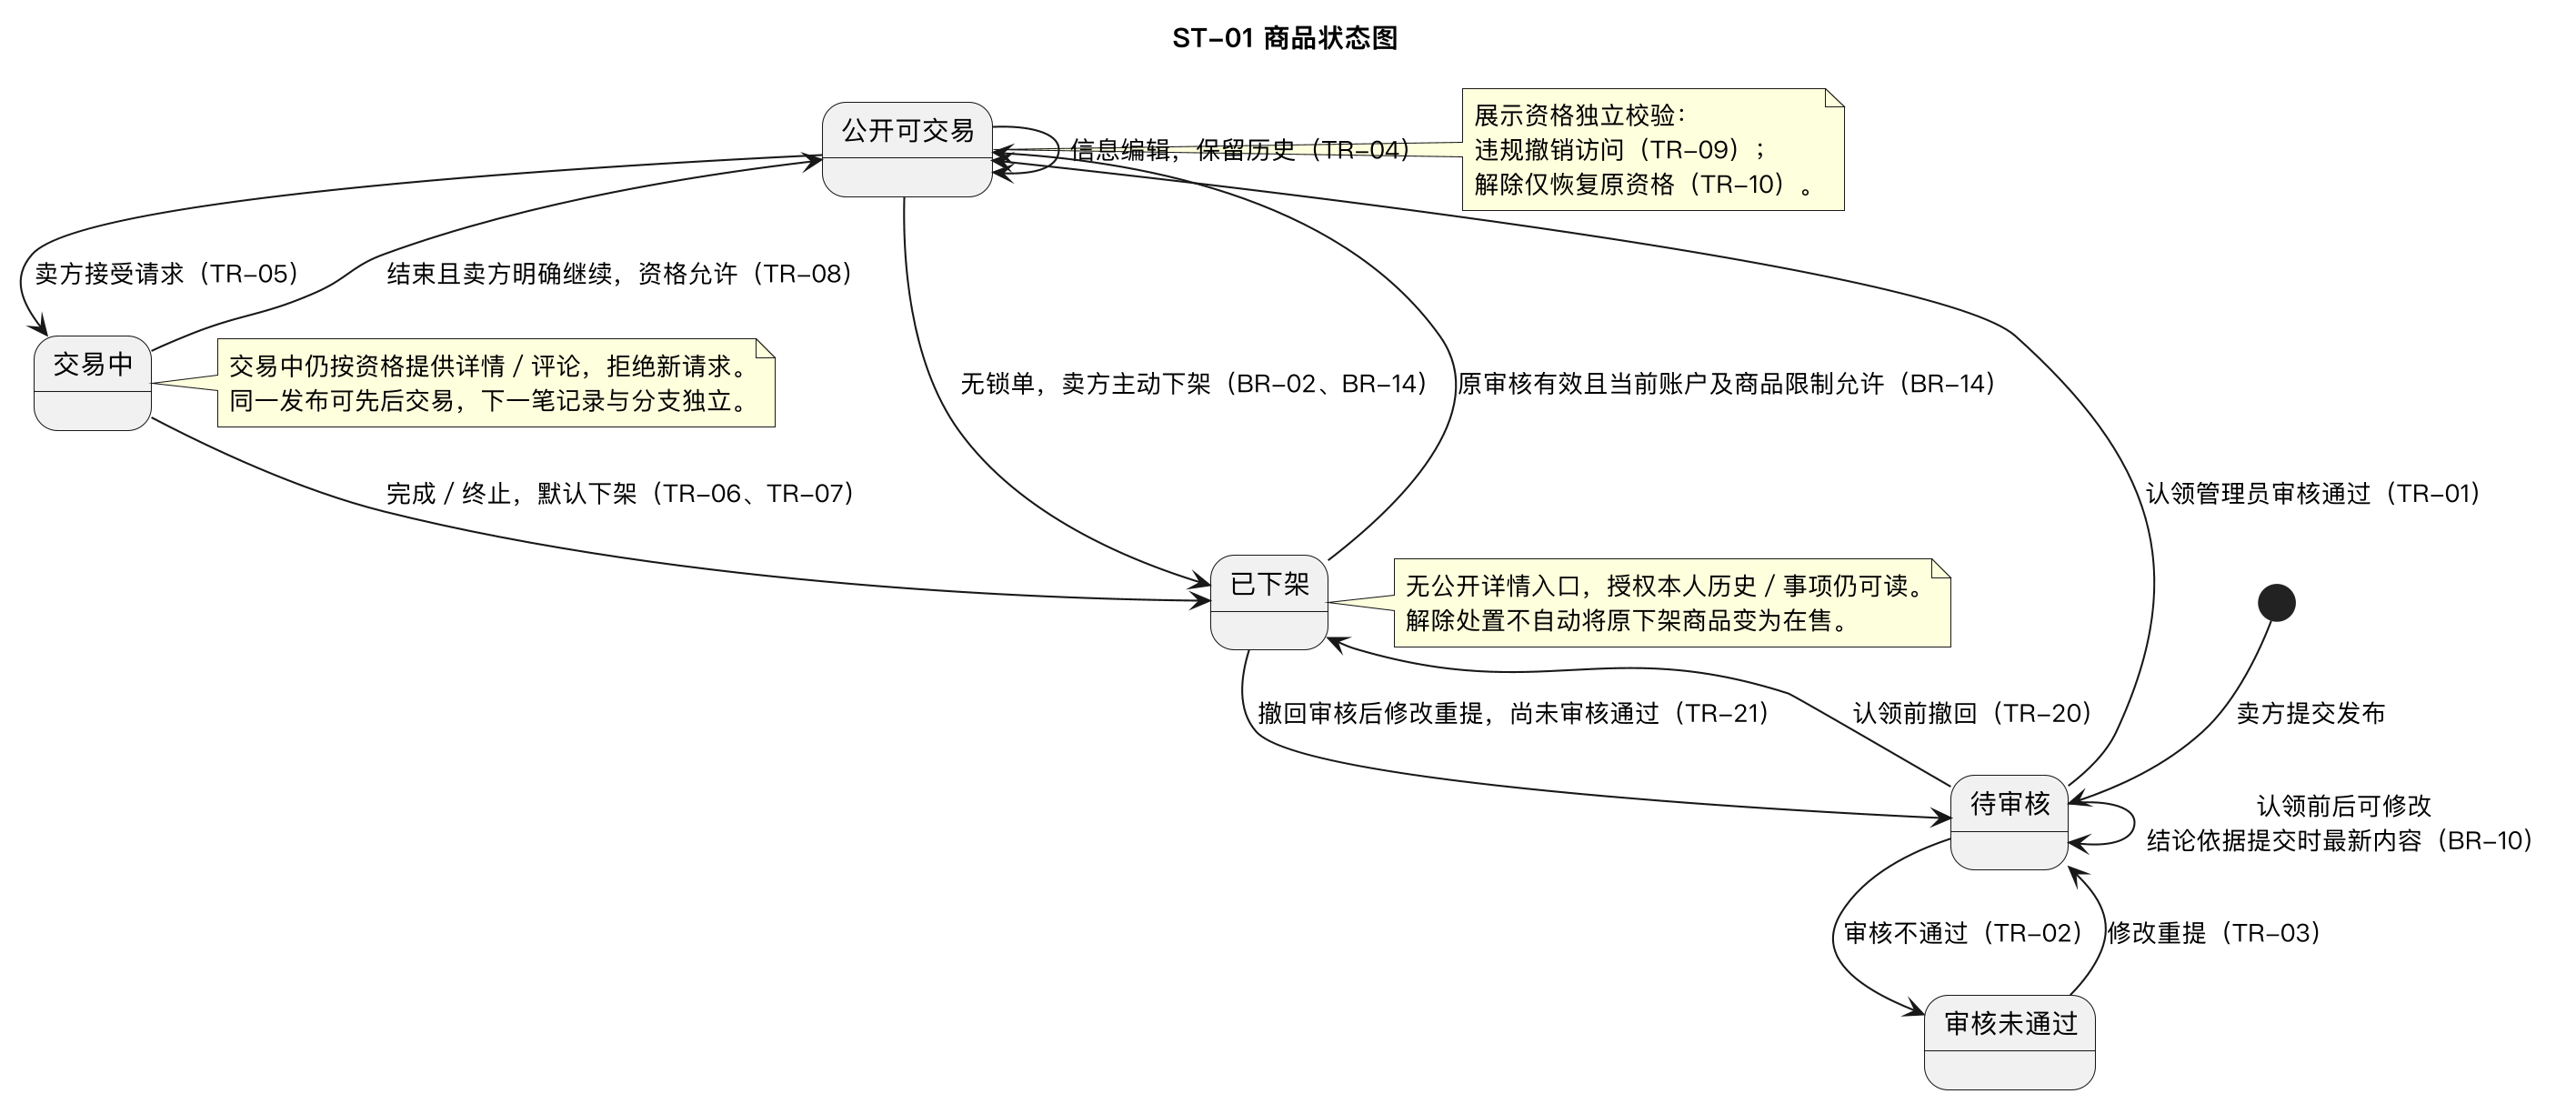 ST-01 商品状态图
公开可交易
信息编辑，保留历史（TR-04）
展示资格独立校验：
违规撤销访问（TR-09）；
解除仅恢复原资格（TR-10）。
卖方接受请求（TR-05）
结束且卖方明确继续，资格允许（TR-08）
交易中
交易中仍按资格提供详情 / 评论，拒绝新请求。
同一发布可先后交易，下一笔记录与分支独立。
无锁单，卖方主动下架（BR-02、BR-14）
原审核有效且当前账户及商品限制允许（BR-14）
完成 / 终止，默认下架（TR-06、TR-07）
认领管理员审核通过（TR-01）
已下架
无公开详情入口，授权本人历史 / 事项仍可读。
解除处置不自动将原下架商品变为在售。
撤回审核后修改重提，尚未审核通过（TR-21）
认领前撤回（TR-20）
卖方提交发布
待审核
认领前后可修改
结论依据提交时最新内容（BR-10）
审核不通过（TR-02）
修改重提（TR-03）
审核未通过